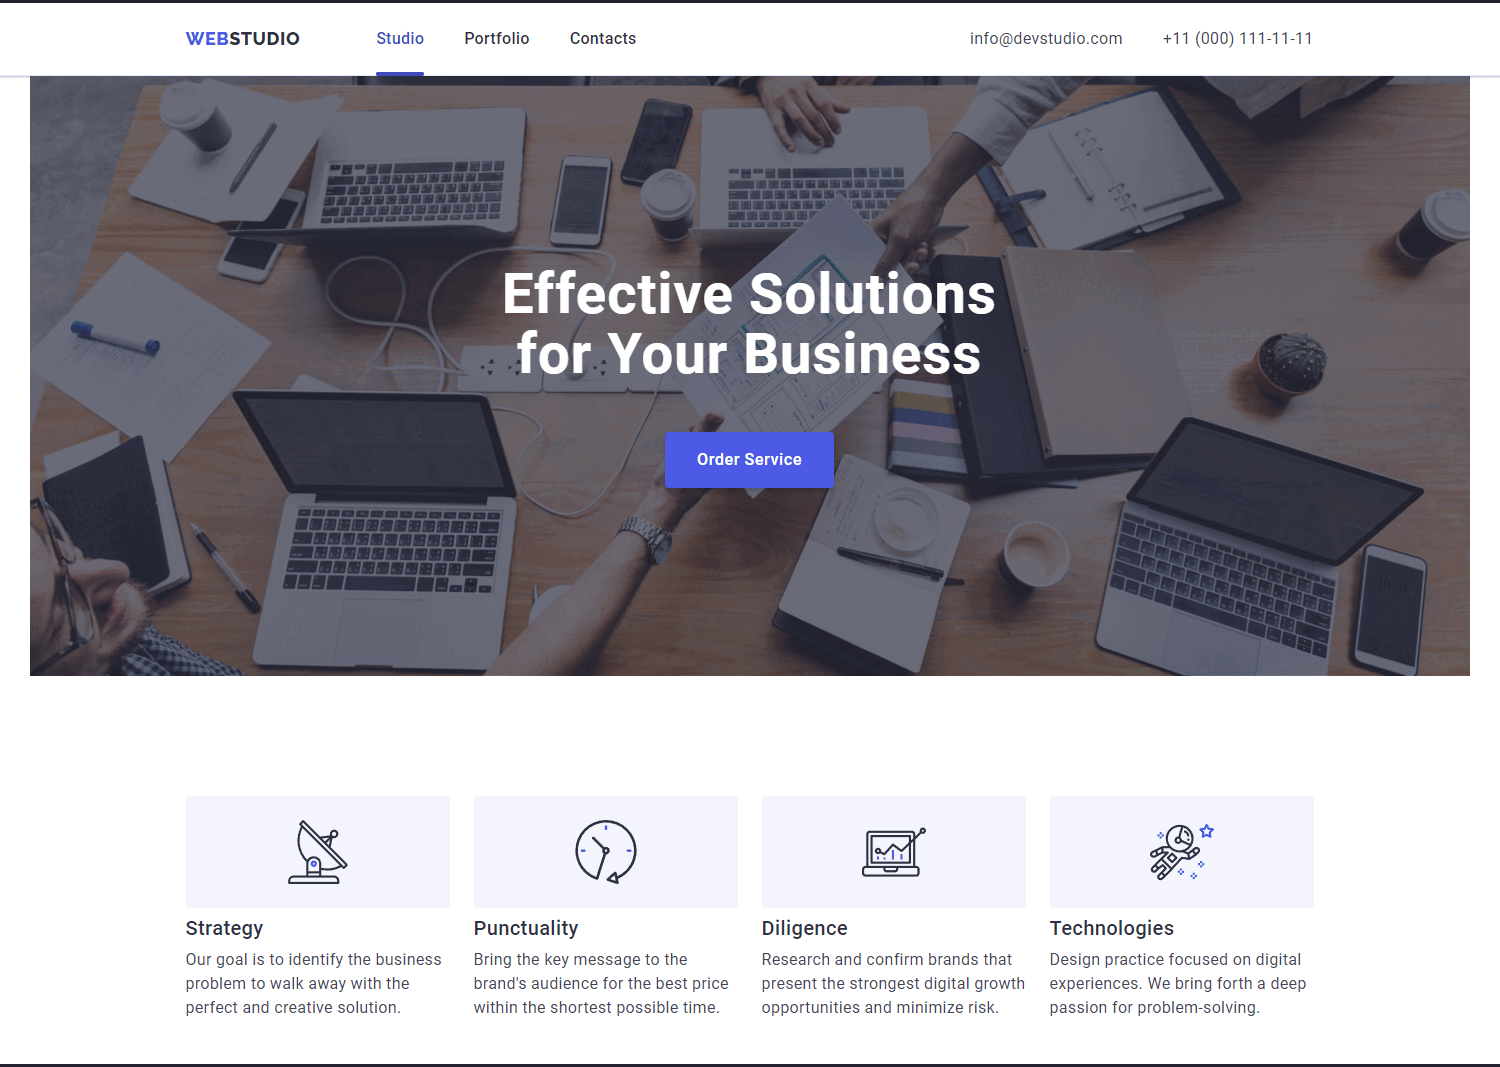 WEBSTUDIO Studio Portfolio Contacts info@devstudio.com +11 (000) 111-11-11
Effective Solutions
for Your Business
Order Service
Strategy
Our goal is to identify the business
problem to walk away with the
perfect and creative solution.
Punctuality
Bring the key message to the
brand's audience for the best price
within the shortest possible time.
Diligence
Research and confirm brands that
present the strongest digital growth
opportunities and minimize risk.
Technologies
Design practice focused on digital
experiences. We bring forth a deep
passion for problem-solving.